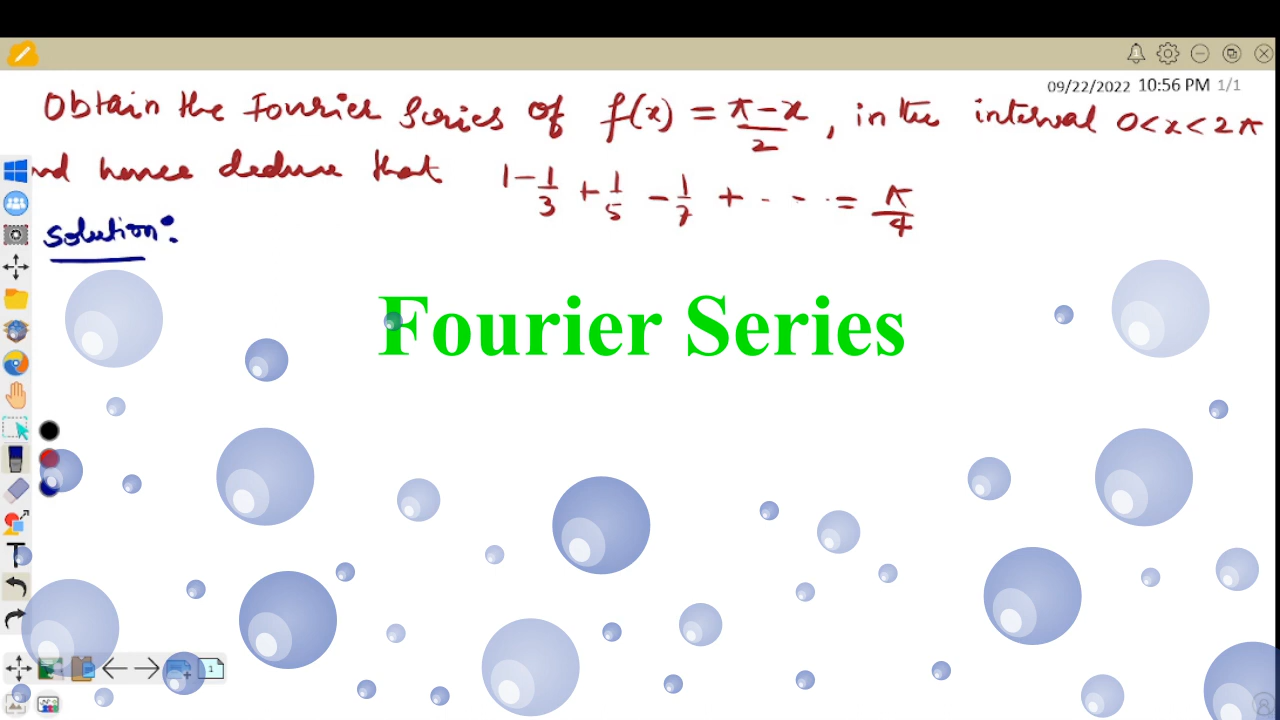 09/22/2022 10:56 PM 1/1
Obtain the Fourier Series of f(x) = π-x/2, in the interval 0<x<2π
nd hence deduce that 1 - 1/3 + 1/5 - 1/7 + - - - = π/4
Solution:
Fourier Series
1